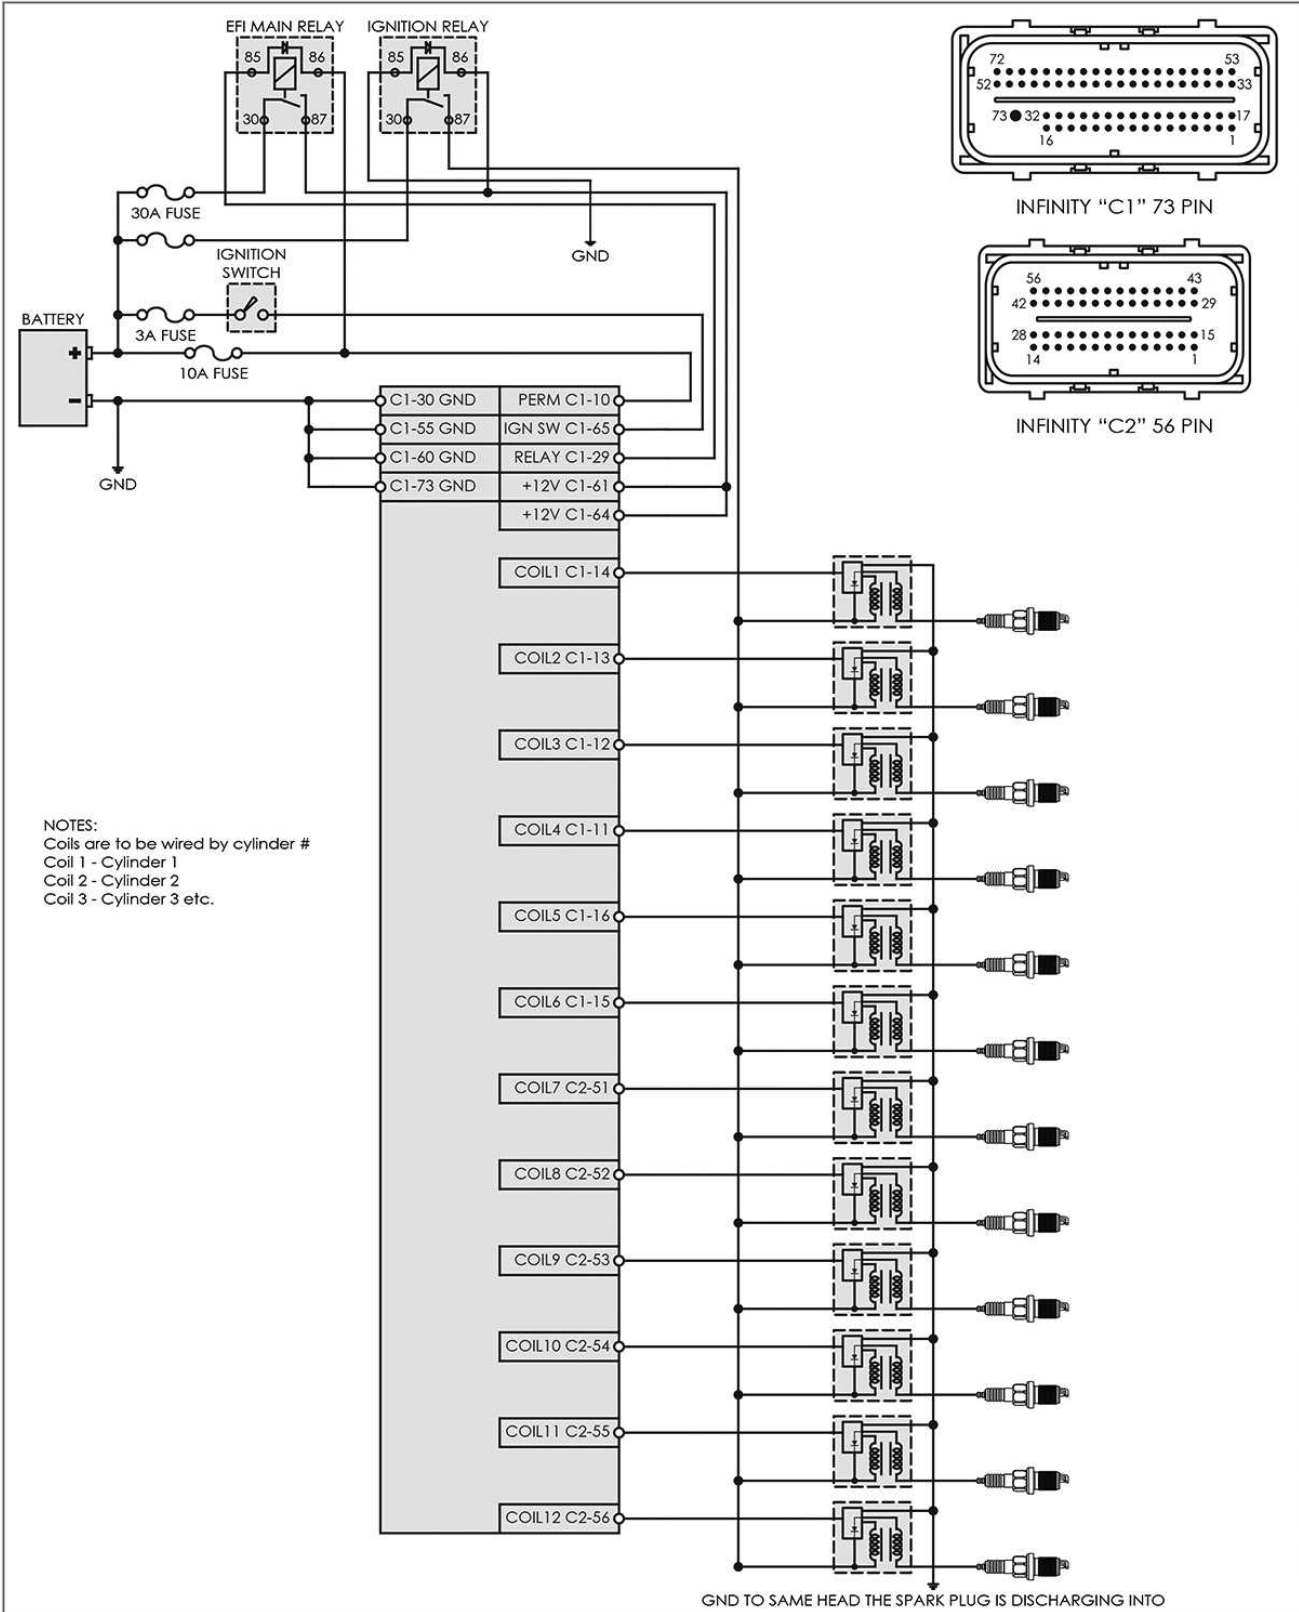 EFI MAIN RELAY
IGNITION RELAY
85
86
85
86
30
87
30
87
30A FUSE
IGNITION
SWITCH
GND
3A FUSE
BATTERY
+
-
10A FUSE
GND
72
53
52
33
73
32
17
16
1
INFINITY “C1” 73 PIN
56
43
42
29
28
15
14
1
INFINITY “C2” 56 PIN
C1-30 GND
PERM C1-10
C1-55 GND
IGN SW C1-65
C1-60 GND
RELAY C1-29
C1-73 GND
+12V C1-61
+12V C1-64
COIL1 C1-14
COIL2 C1-13
COIL3 C1-12
COIL4 C1-11
COIL5 C1-16
COIL6 C1-15
COIL7 C2-51
COIL8 C2-52
COIL9 C2-53
COIL10 C2-54
COIL11 C2-55
COIL12 C2-56
NOTES:
Coils are to be wired by cylinder #
Coil 1 - Cylinder 1
Coil 2 - Cylinder 2
Coil 3 - Cylinder 3 etc.
GND TO SAME HEAD THE SPARK PLUG IS DISCHARGING INTO